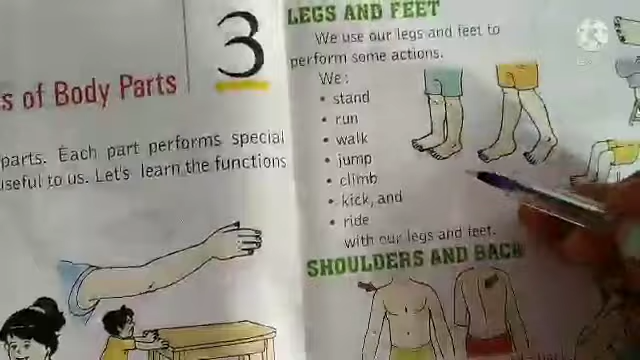 3
s of Body Parts
parts. Each part performs special
useful to us. Let's learn the functions
LEGS AND FEET
We use our legs and feet to
perform some actions.
We:
• stand
• run
• walk
• jump
• climb
• kick, and
• ride
with our legs and feet.
SHOULDERS AND BACK